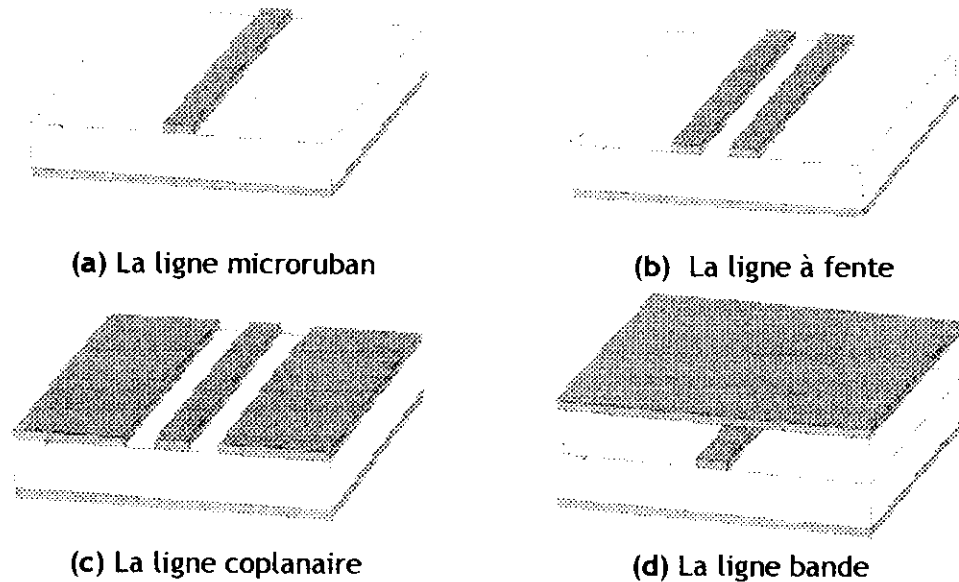 (a) La ligne microruban
(b) La ligne à fente
(c) La ligne coplanaire
(d) La ligne bande